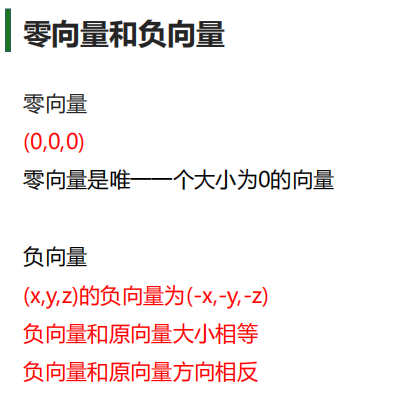 零向量和负向量
零向量
(0,0,0)
零向量是唯一一个大小为0的向量
负向量
(x,y,z)的负向量为(-x,-y,-z)
负向量和原向量大小相等
负向量和原向量方向相反